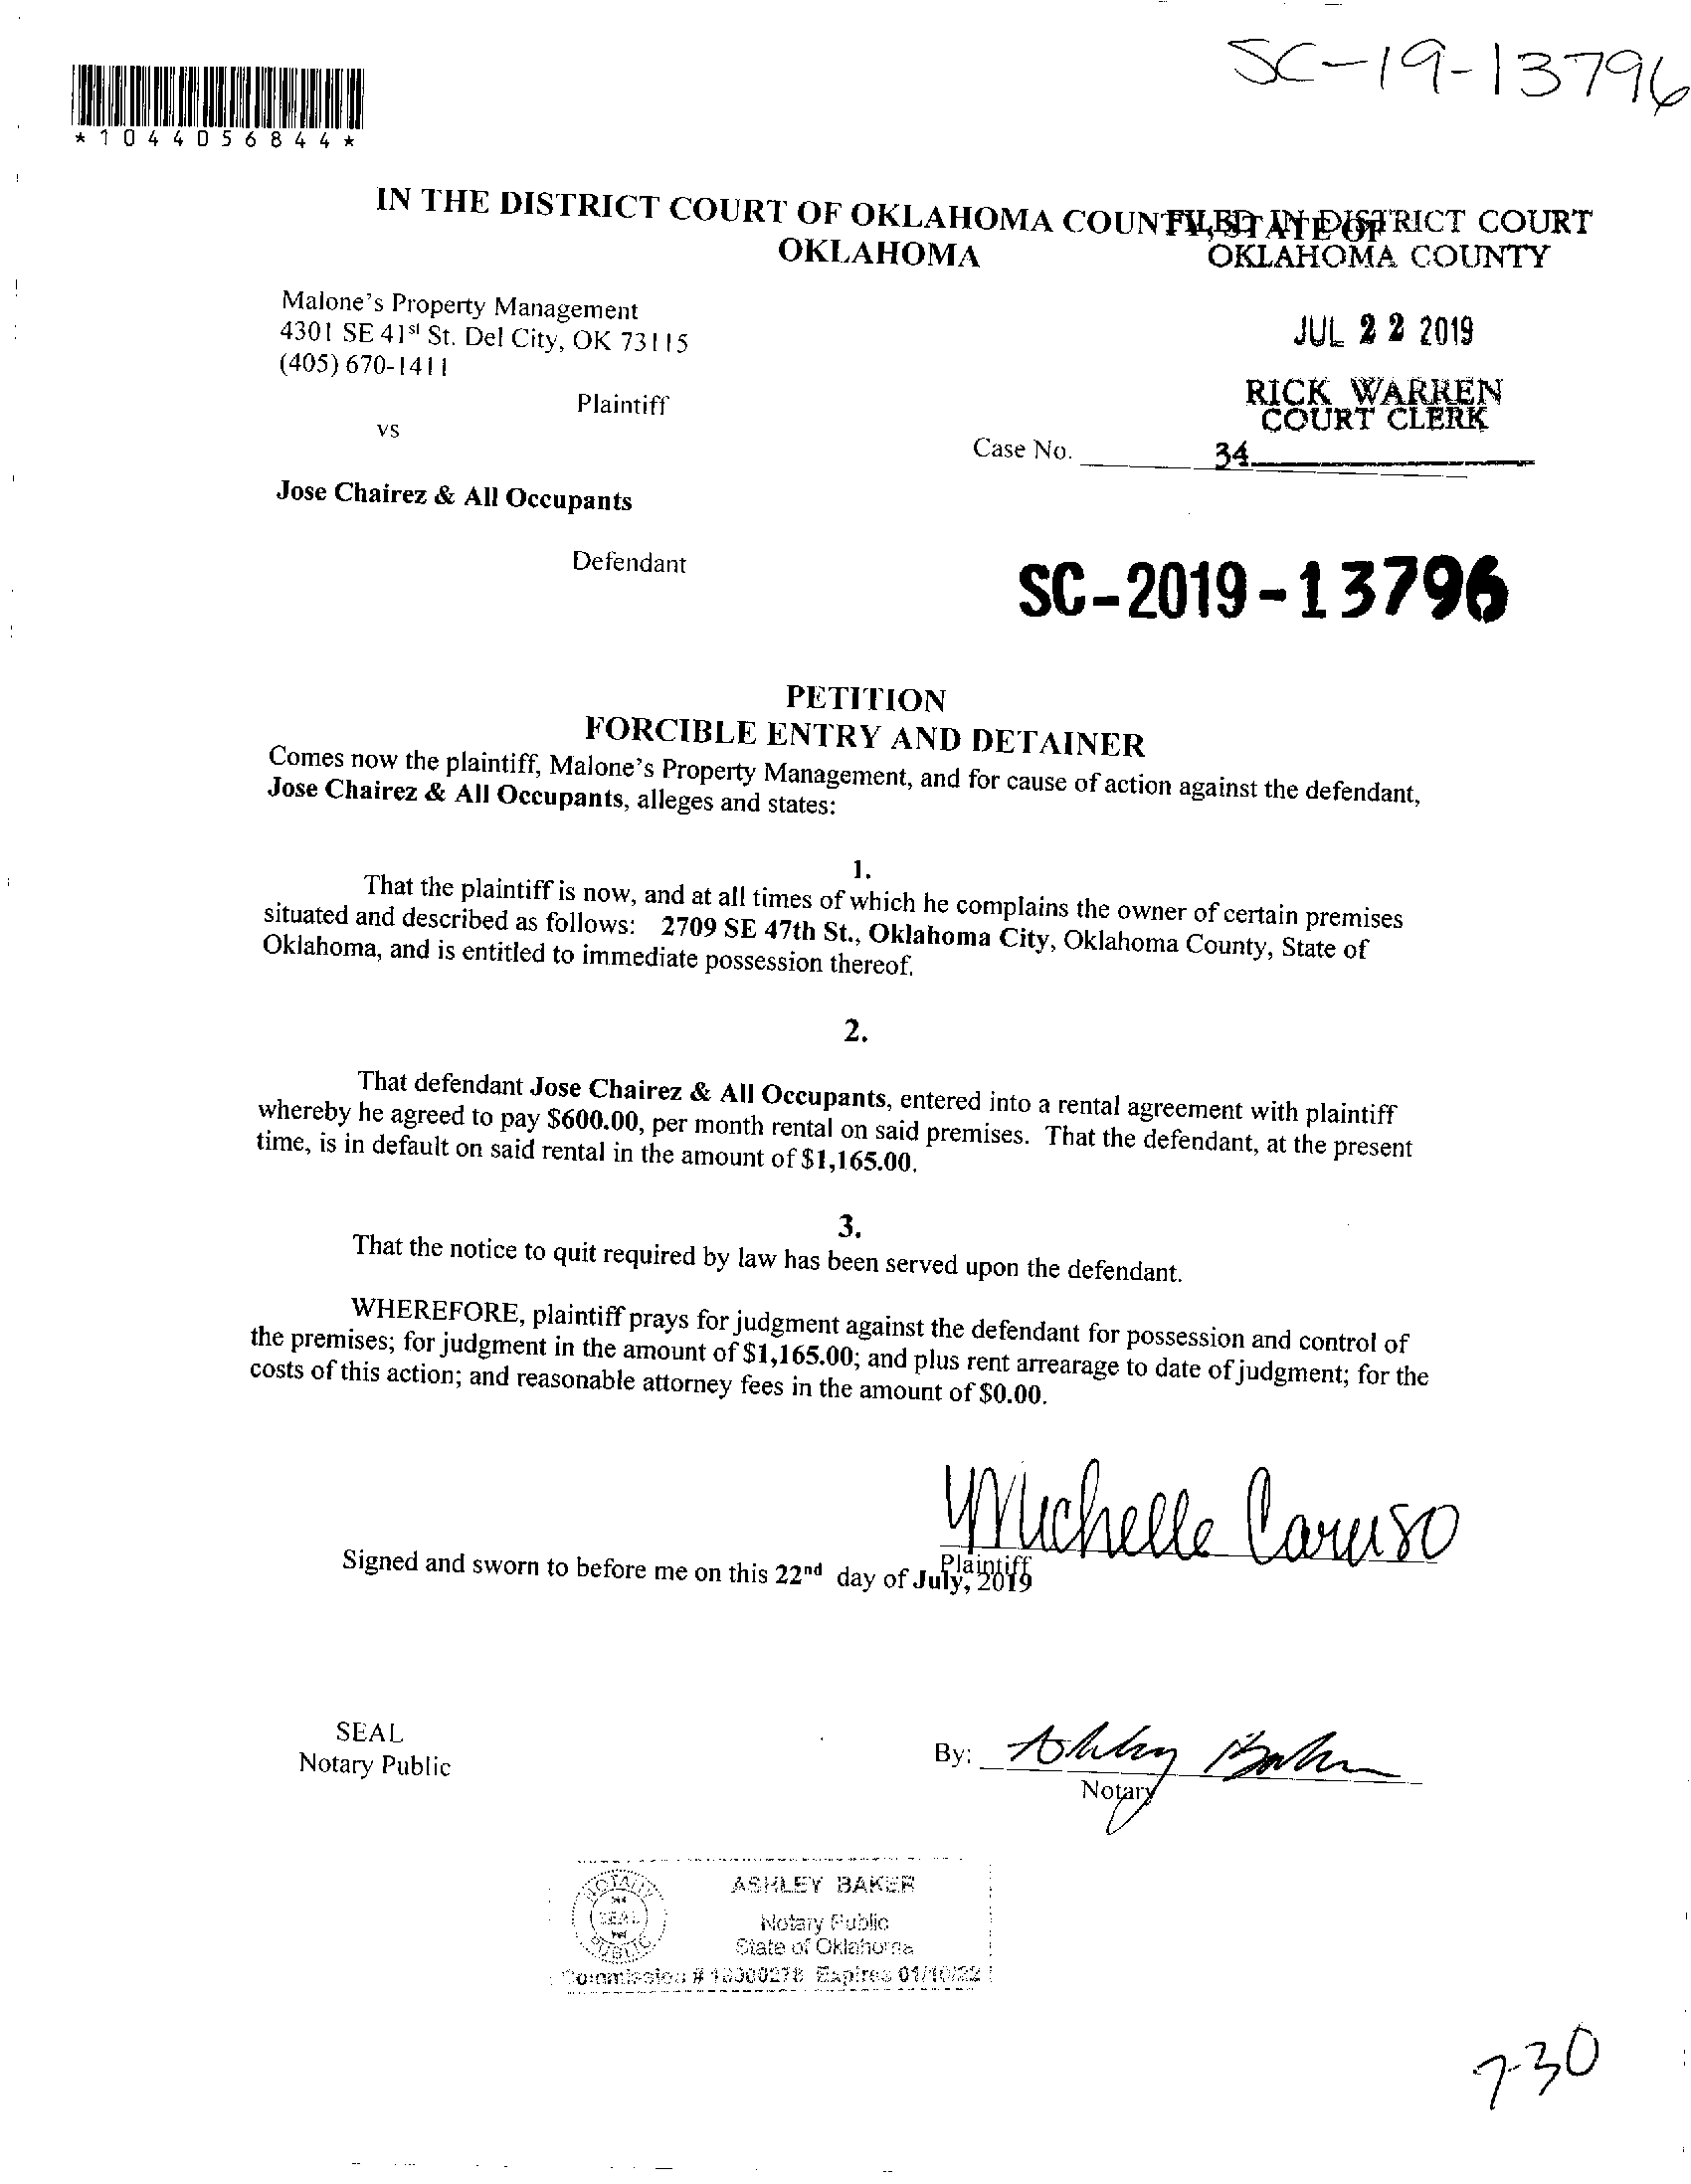 SC-19-13796
*1044056844*
IN THE DISTRICT COURT OF OKLAHOMA COUNTY, STATE OF
OKLAHOMA
FILED IN DISTRICT COURT
OKLAHOMA COUNTY
JUL 22 2019
RICK WARREN
COURT CLERK
34
Malone's Property Management
4301 SE 41st St. Del City, OK 73115
(405) 670-1411
Plaintiff
vs
Case No.
Jose Chairez & All Occupants
Defendant
SC-2019-13796
PETITION
FORCIBLE ENTRY AND DETAINER
Comes now the plaintiff, Malone's Property Management, and for cause of action against the defendant,
Jose Chairez & All Occupants, alleges and states:
1.
That the plaintiff is now, and at all times of which he complains the owner of certain premises
situated and described as follows: 2709 SE 47th St., Oklahoma City, Oklahoma County, State of
Oklahoma, and is entitled to immediate possession thereof.
2.
That defendant Jose Chairez & All Occupants, entered into a rental agreement with plaintiff
whereby he agreed to pay $600.00, per month rental on said premises. That the defendant, at the present
time, is in default on said rental in the amount of $1,165.00.
3.
That the notice to quit required by law has been served upon the defendant.
WHEREFORE, plaintiff prays for judgment against the defendant for possession and control of
the premises; for judgment in the amount of $1,165.00; and plus rent arrearage to date of judgment; for the
costs of this action; and reasonable attorney fees in the amount of $0.00.
Michelle Caruso
Plaintiff
Signed and sworn to before me on this 22nd day of July, 2019
SEAL
Notary Public
By: Ashley Baker
Notary
NOTARY
SEAL
PUBLIC
ASHLEY BAKER
Notary Public
State of Oklahoma
Commission # Expires 01/10/22
7-30